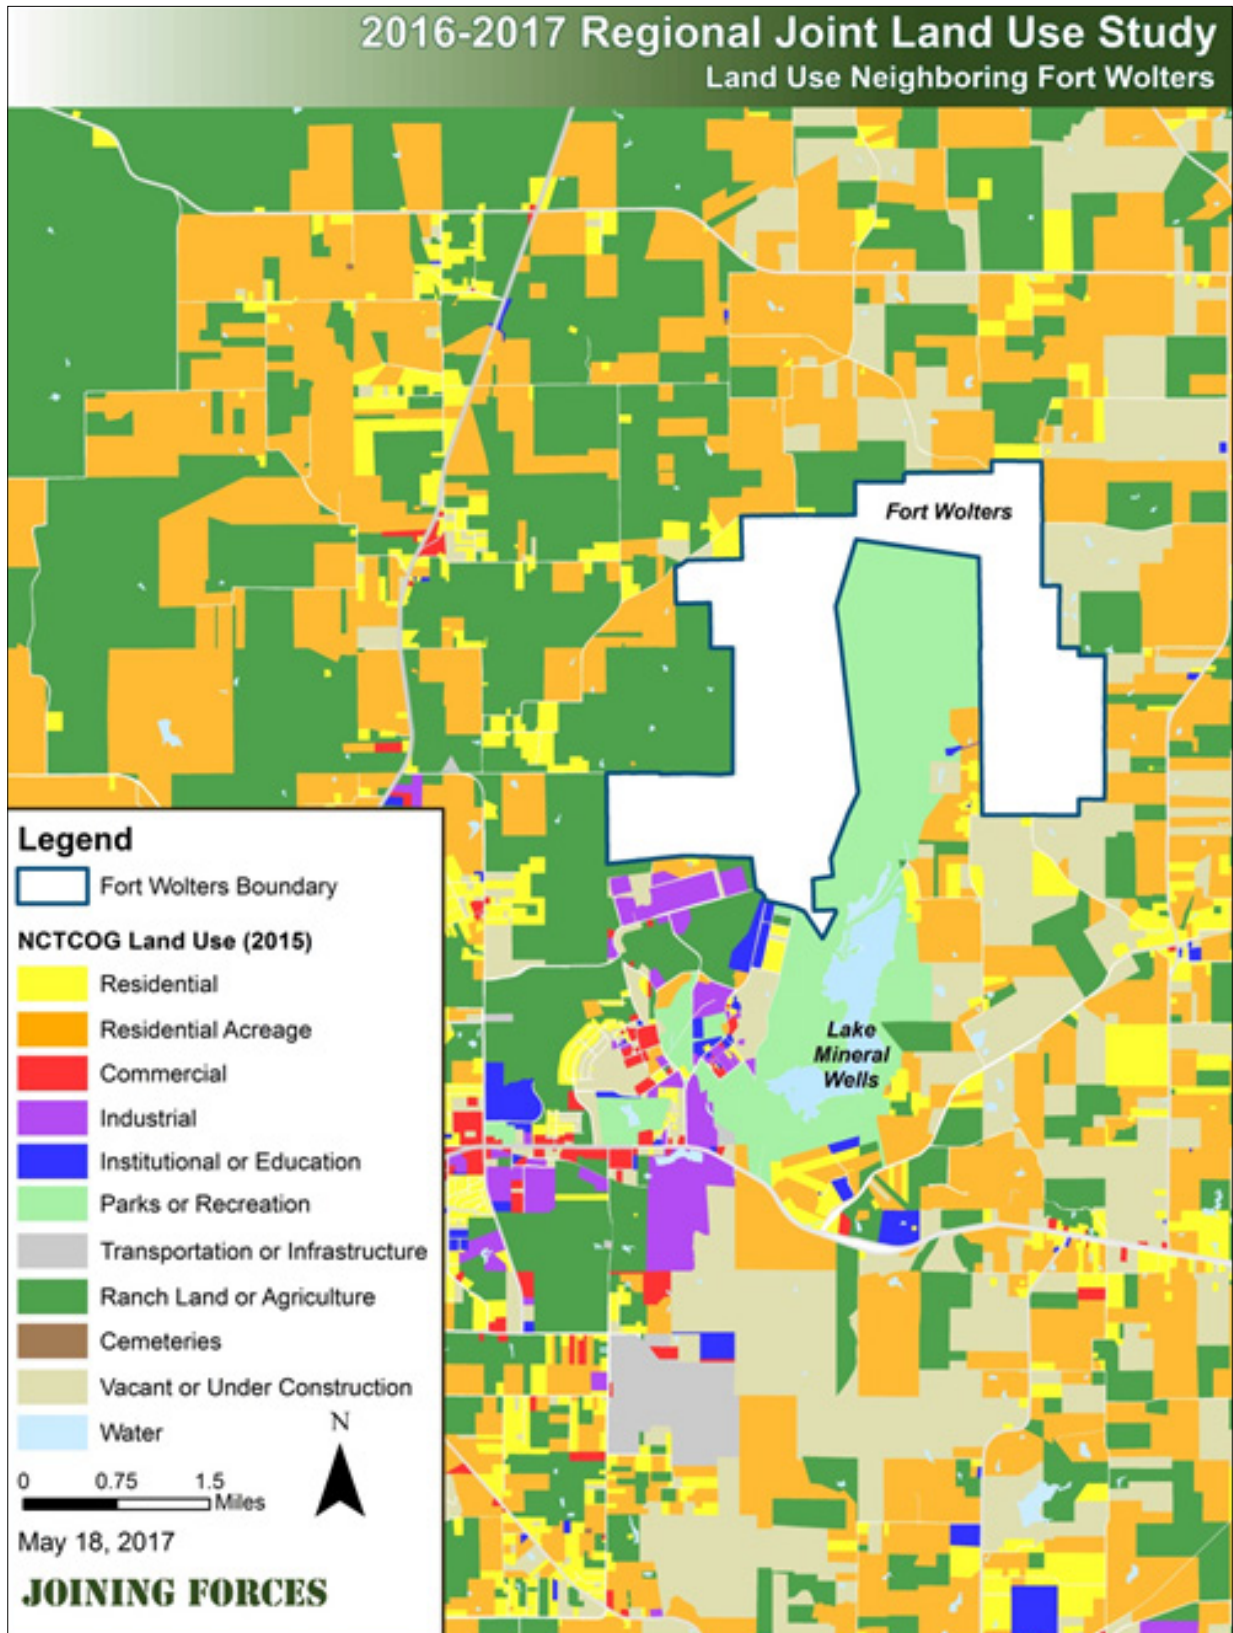 2016-2017 Regional Joint Land Use Study
Land Use Neighboring Fort Wolters
Fort Wolters
Lake
Mineral
Wells
Legend
Fort Wolters Boundary
NCTCOG Land Use (2015)
Residential
Residential Acreage
Commercial
Industrial
Institutional or Education
Parks or Recreation
Transportation or Infrastructure
Ranch Land or Agriculture
Cemeteries
Vacant or Under Construction
Water
N
0 0.75 1.5
Miles
May 18, 2017
JOINING FORCES